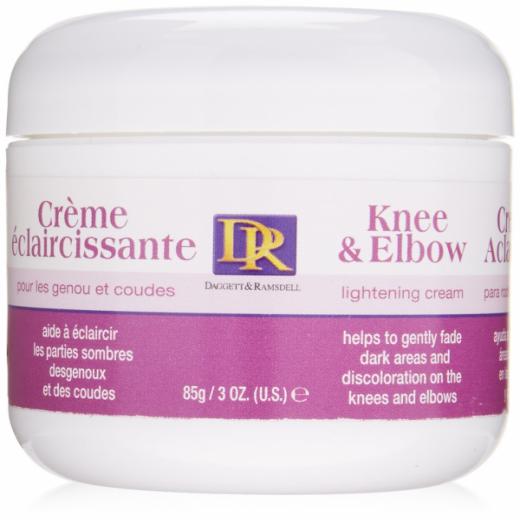 Crème
éclaircissante
pour les genou et coudes
aide à éclaircir
les parties sombres
desgenoux
et des coudes
DR
DAGGETT & RAMSDELL
85g / 3 OZ. (U.S.) ℮
Knee
& Elbow
lightening cream
helps to gently fade
dark areas and
discoloration on the
knees and elbows
para